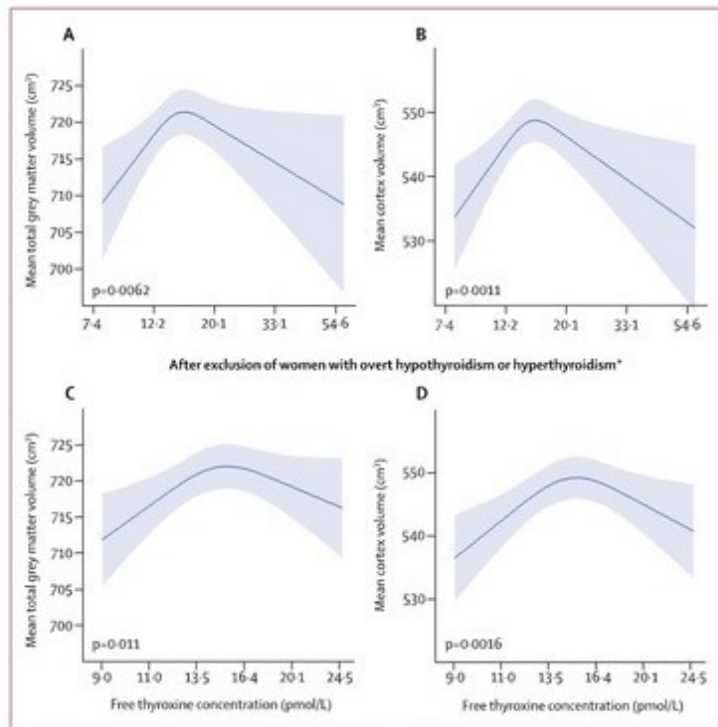 A
B
Mean total grey matter volume (cm³)
725
720
715
710
705
700
p=0·0062
7·4 12·2 20·1 33·1 54·6
Mean cortex volume (cm³)
550
540
530
p=0·0011
7·4 12·2 20·1 33·1 54·6
After exclusion of women with overt hypothyroidism or hyperthyroidism*
C
D
Mean total grey matter volume (cm³)
725
720
715
710
705
700
p=0·011
9·0 11·0 13·5 16·4 20·1 24·5
Free thyroxine concentration (pmol/L)
Mean cortex volume (cm³)
550
540
530
p=0·0016
9·0 11·0 13·5 16·4 20·1 24·5
Free thyroxine concentration (pmol/L)